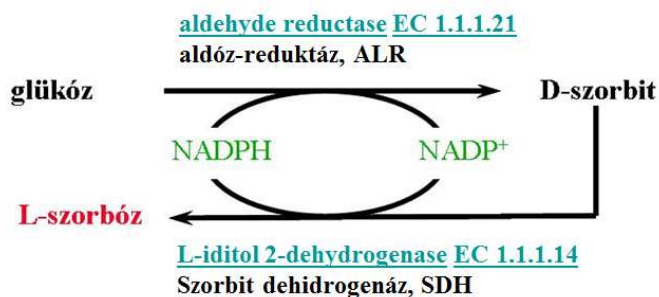 aldehyde reductase EC 1.1.1.21
aldóz-reduktáz, ALR
glükóz D-szorbit
NADPH NADP+
L-szorbóz
L-iditol 2-dehydrogenase EC 1.1.1.14
Szorbit dehidrogenáz, SDH